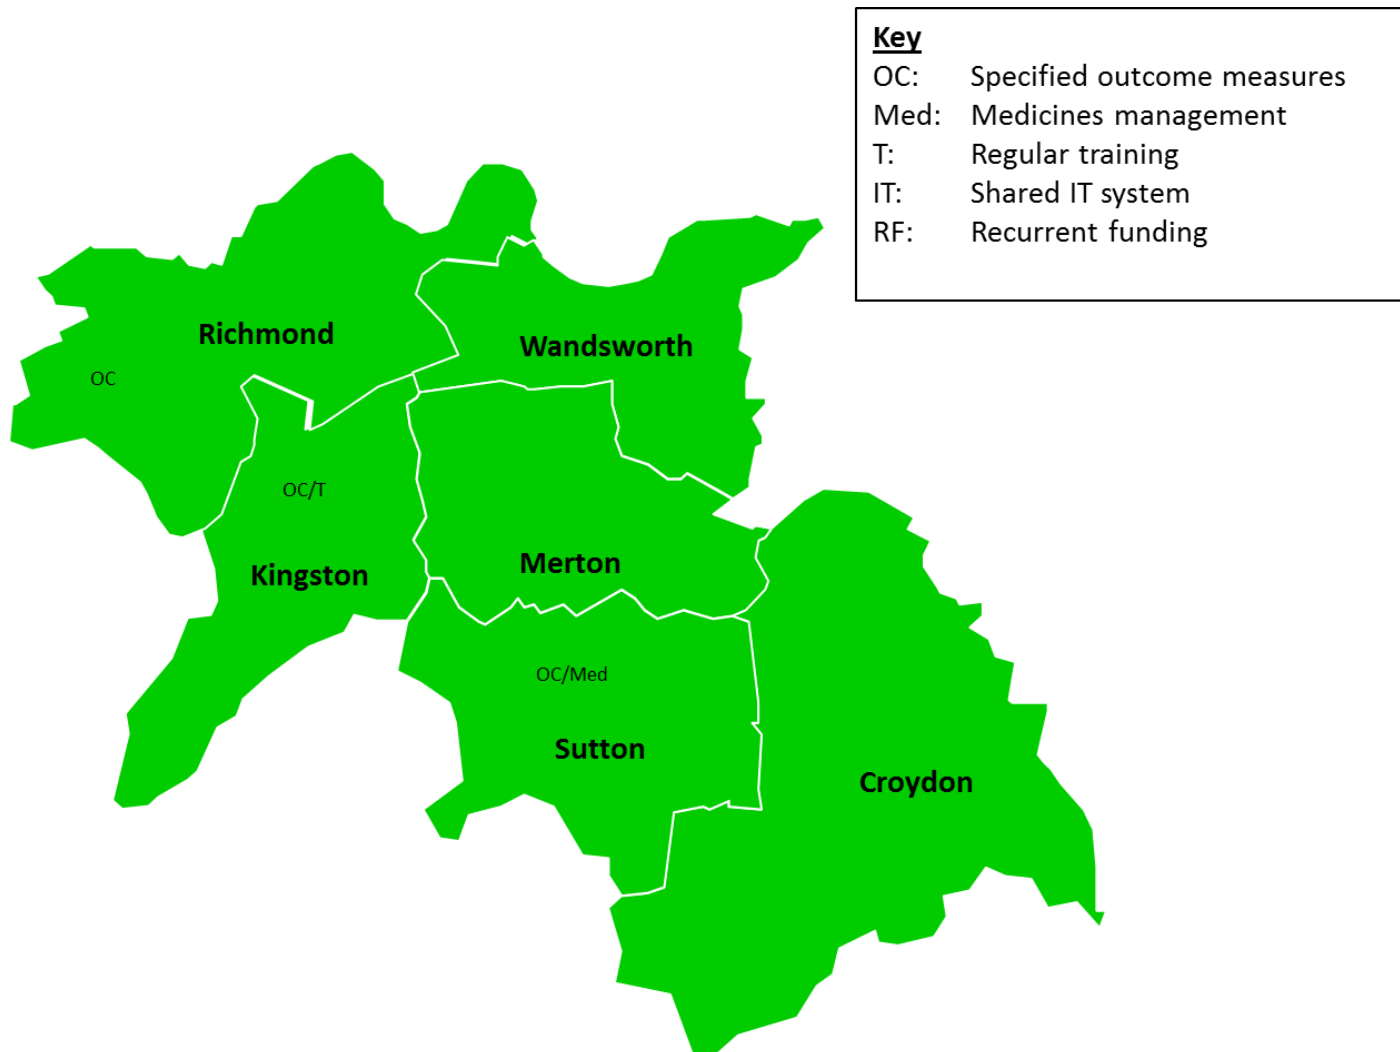 Key
OC: Specified outcome measures
Med: Medicines management
T: Regular training
IT: Shared IT system
RF: Recurrent funding
Richmond
Wandsworth
OC
OC/T
Kingston
Merton
OC/Med
Sutton
Croydon